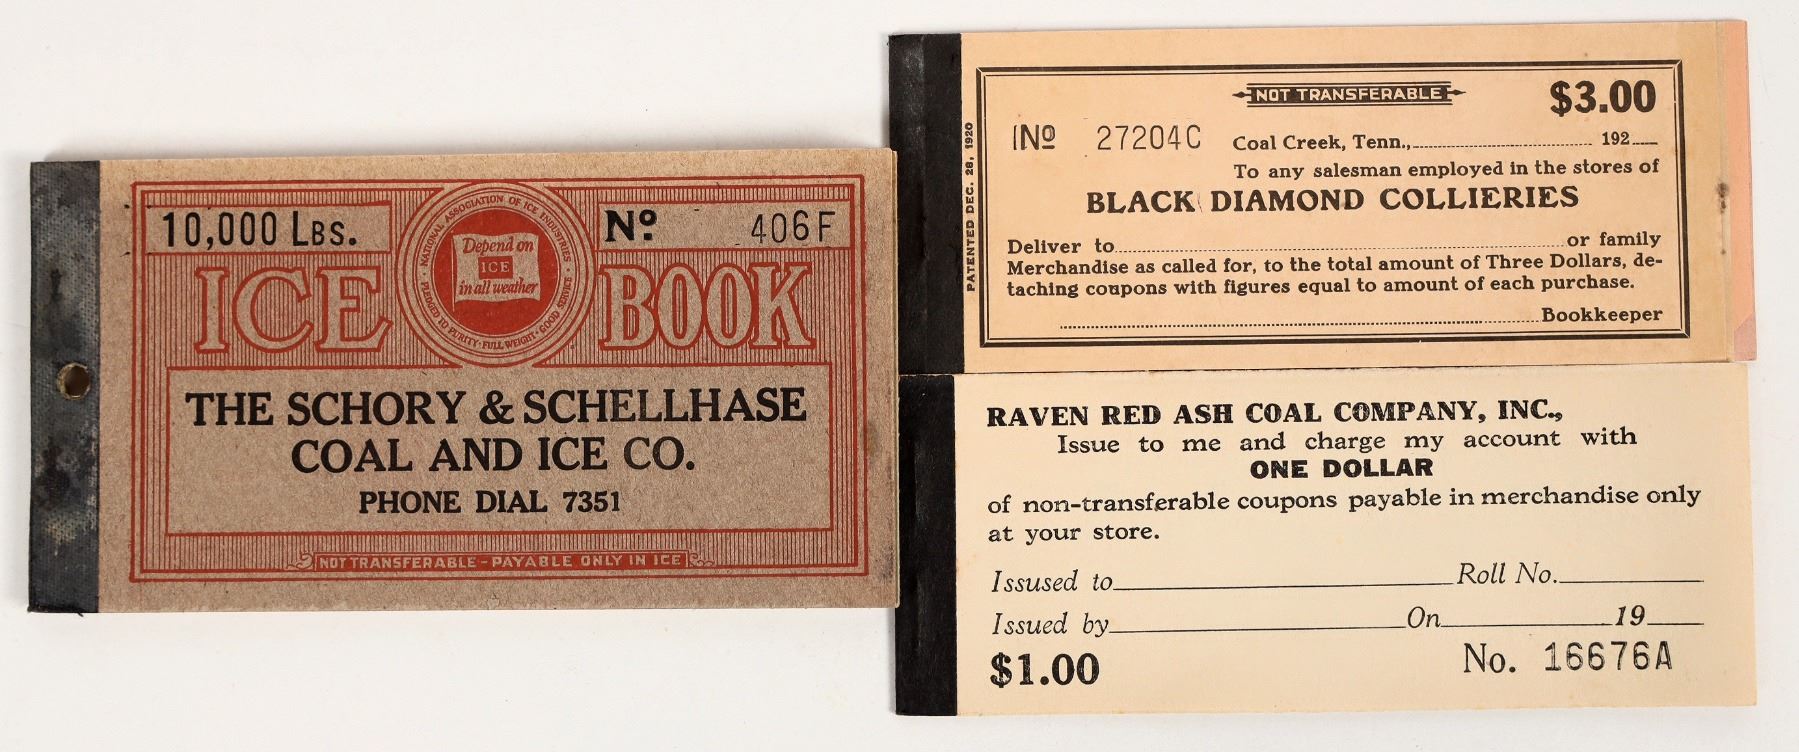 10,000 LBS.
Nº 406F
NATIONAL ASSOCIATION OF ICE INDUSTRIES
PLEDGED TO PURITY · FULL WEIGHT · GOOD SERVICE
Depend on
ICE
in all weather
ICE BOOK
THE SCHORY & SCHELLHASE
COAL AND ICE CO.
PHONE DIAL 7351
NOT TRANSFERABLE - PAYABLE ONLY IN ICE
PATENTED DEC. 28, 1920
NOT TRANSFERABLE
$3.00
Nº 27204C
Coal Creek, Tenn., 192
To any salesman employed in the stores of
BLACK DIAMOND COLLIERIES
Deliver to or family
Merchandise as called for, to the total amount of Three Dollars, de-
taching coupons with figures equal to amount of each purchase.
Bookkeeper
RAVEN RED ASH COAL COMPANY, INC.,
Issue to me and charge my account with
ONE DOLLAR
of non-transferable coupons payable in merchandise only
at your store.
Issused to Roll No.
Issued by On 19
$1.00
No. 16676A